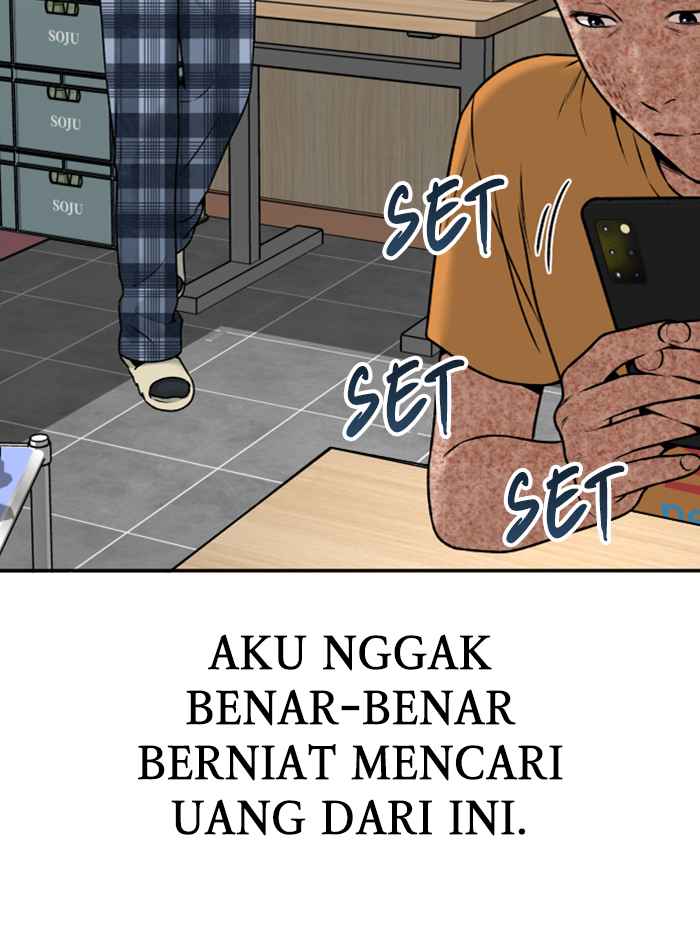 SOJU
SOJU
SOJU
SET
SET
SET
AKU NGGAK
BENAR-BENAR
BERNIAT MENCARI
UANG DARI INI.